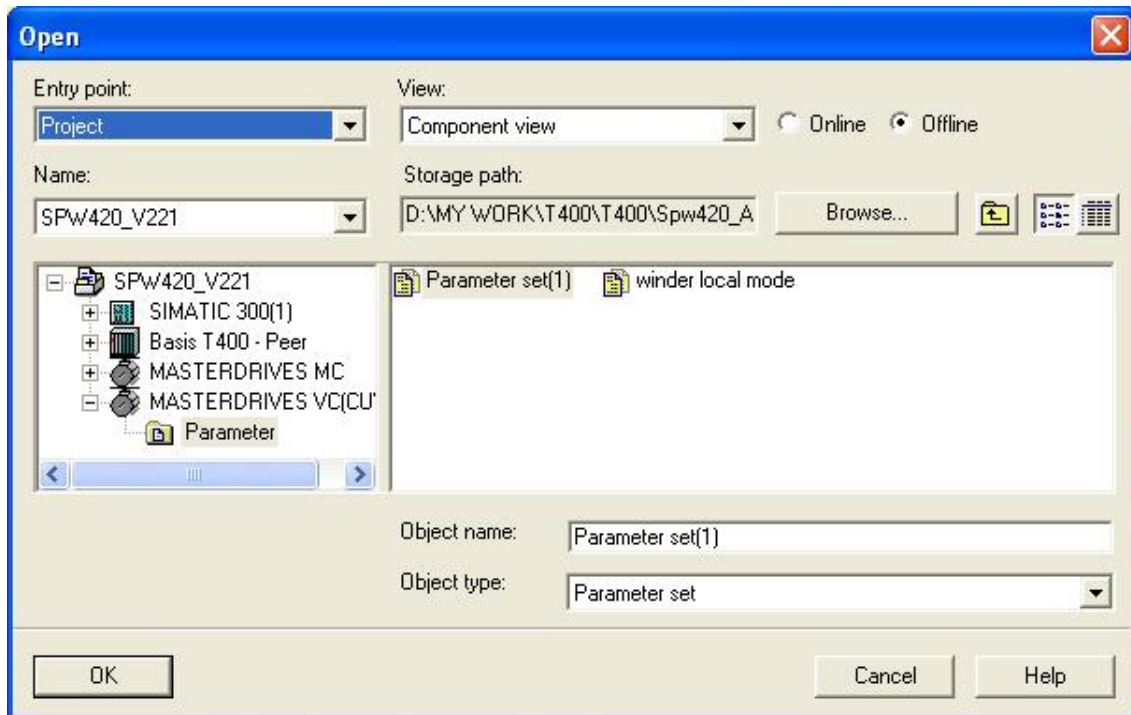 Open
Entry point:
View:
Project
Component view
Online
Offline
Name:
Storage path:
SPW420_V221
D:\MY WORK\T400\T400\Spw420_A
Browse...
SPW420_V221
SIMATIC 300(1)
Basis T400 - Peer
MASTERDRIVES MC
MASTERDRIVES VC(CU
Parameter
Parameter set(1)
winder local mode
Object name:
Parameter set(1)
Object type:
Parameter set
OK
Cancel
Help